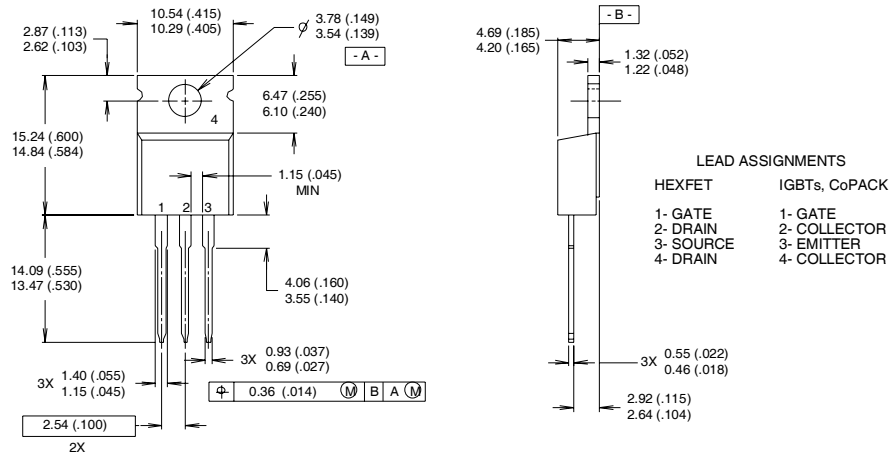 10.54 (.415)
10.29 (.405)
2.87 (.113)
2.62 (.103)
3.78 (.149)
3.54 (.139)
- A -
4
6.47 (.255)
6.10 (.240)
15.24 (.600)
14.84 (.584)
1.15 (.045)
MIN
1 2 3
14.09 (.555)
13.47 (.530)
4.06 (.160)
3.55 (.140)
3X 0.93 (.037)
0.69 (.027)
3X 1.40 (.055)
1.15 (.045)
⌖ 0.36 (.014) Ⓜ B A Ⓜ
2.54 (.100)
2X
- B -
4.69 (.185)
4.20 (.165)
1.32 (.052)
1.22 (.048)
LEAD ASSIGNMENTS
HEXFET
1- GATE
2- DRAIN
3- SOURCE
4- DRAIN
IGBTs, CoPACK
1- GATE
2- COLLECTOR
3- EMITTER
4- COLLECTOR
3X 0.55 (.022)
0.46 (.018)
2.92 (.115)
2.64 (.104)